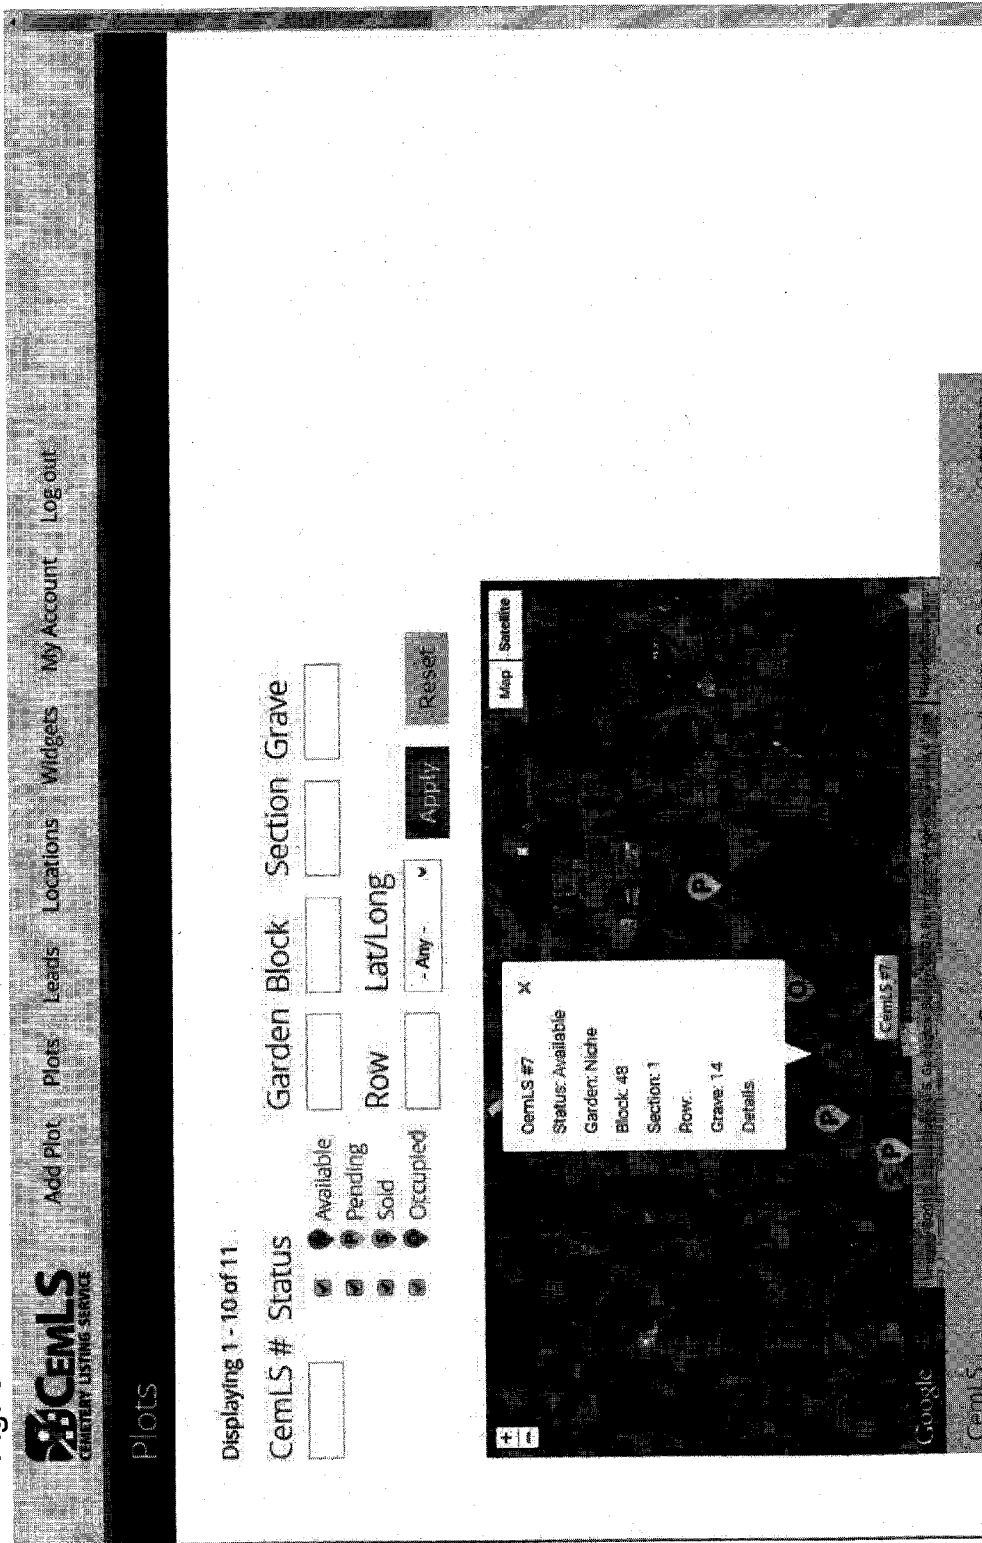 CEMLS
CEMETERY LISTING SERVICE
Add Plot Plots Leads Locations Widgets My Account Log out
Plots
Displaying 1 - 10 of 11
CemLS # Status Garden Block Section Grave
Available
P Pending
S Sold
O Occupied
Row Lat/Long
- Any -
Apply Reset
+
-
Map Satellite
CemLS #7 X
Status: Available
Garden: Niche
Block: 48
Section: 1
Row:
Grave: 14
Details
P
O
P
S P
CemLS #7
Google
CemLS